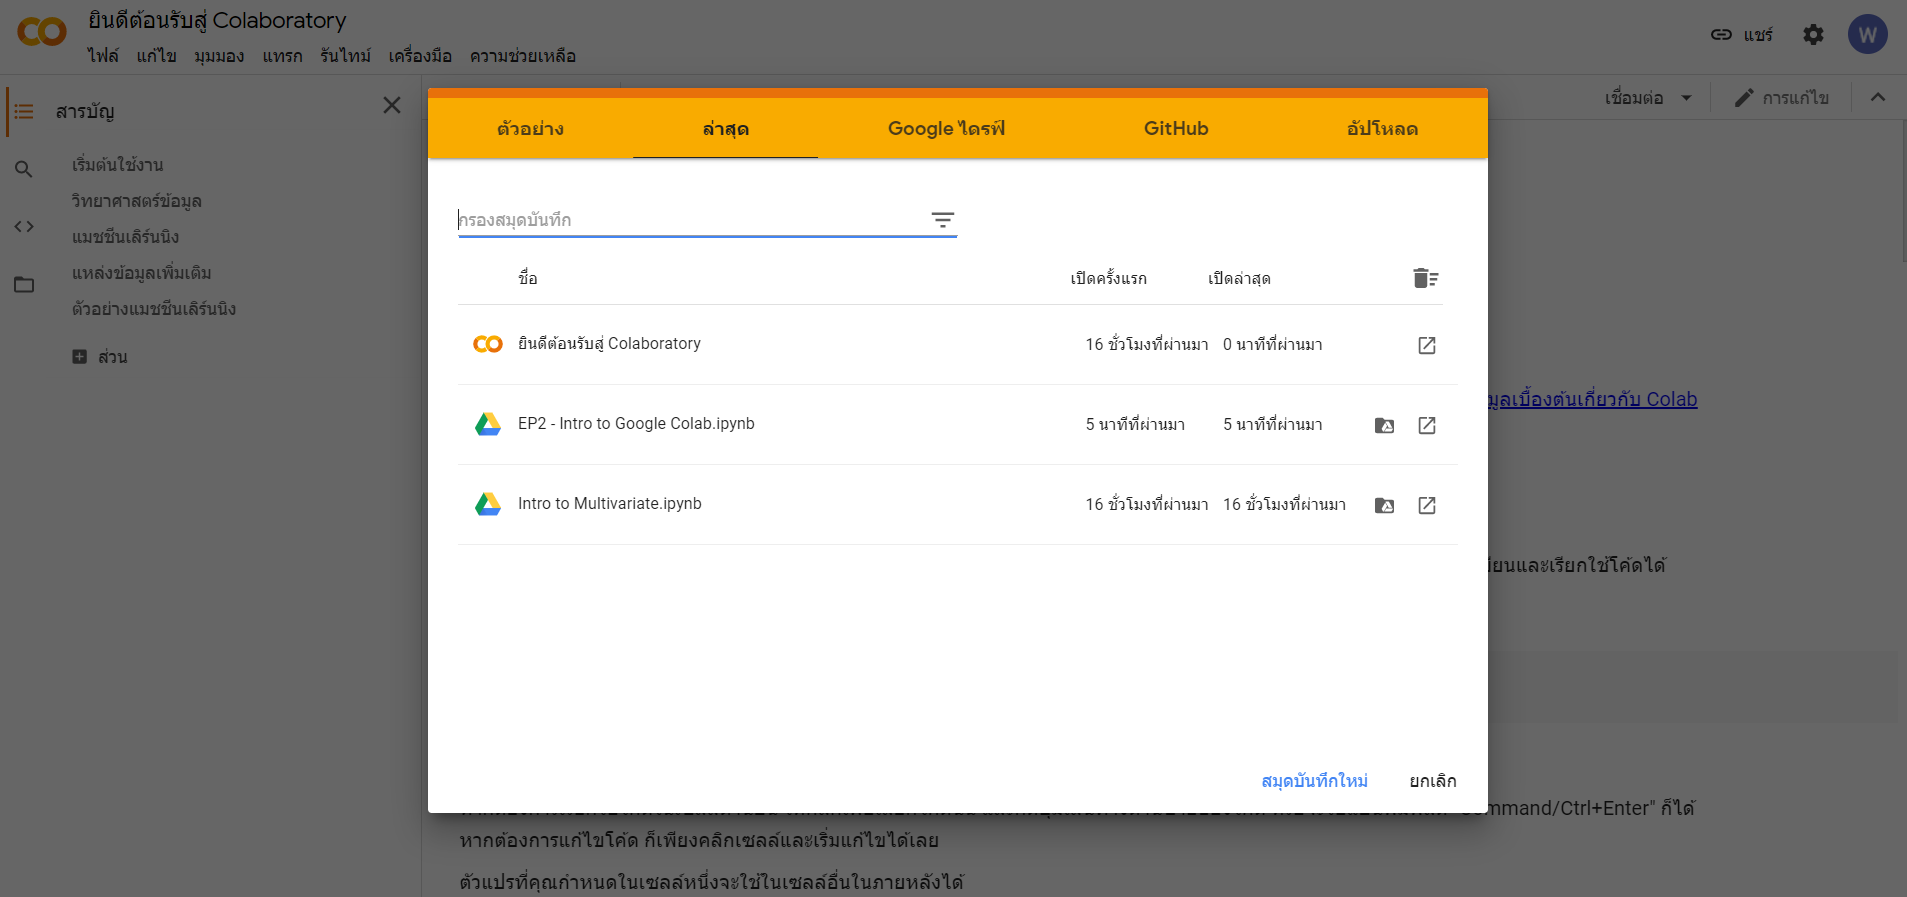 ยินดีต้อนรับสู่ Colaboratory
ไฟล์ แก้ไข มุมมอง แทรก รันไทม์ เครื่องมือ ความช่วยเหลือ
แชร์
W
สารบัญ
เริ่มต้นใช้งาน
วิทยาศาสตร์ข้อมูล
แมชชีนเลิร์นนิง
แหล่งข้อมูลเพิ่มเติม
ตัวอย่างแมชชีนเลิร์นนิง
ส่วน
เชื่อมต่อ
การแก้ไข
ตัวอย่าง ล่าสุด Google ไดรฟ์ GitHub อัปโหลด
กรองสมุดบันทึก
ชื่อ เปิดครั้งแรก เปิดล่าสุด
ยินดีต้อนรับสู่ Colaboratory 16 ชั่วโมงที่ผ่านมา 0 นาทีที่ผ่านมา
EP2 - Intro to Google Colab.ipynb 5 นาทีที่ผ่านมา 5 นาทีที่ผ่านมา
Intro to Multivariate.ipynb 16 ชั่วโมงที่ผ่านมา 16 ชั่วโมงที่ผ่านมา
สมุดบันทึกใหม่ ยกเลิก
มูลเบื้องต้นเกี่ยวกับ Colab
ขียนและเรียกใช้โค้ดได้
ommand/Ctrl+Enter" ก็ได้
หากต้องการแก้ไขโค้ด ก็เพียงคลิกเซลล์และเริ่มแก้ไขได้เลย
ตัวแปรที่คุณกำหนดในเซลล์หนึ่งจะใช้ในเซลล์อื่นในภายหลังได้